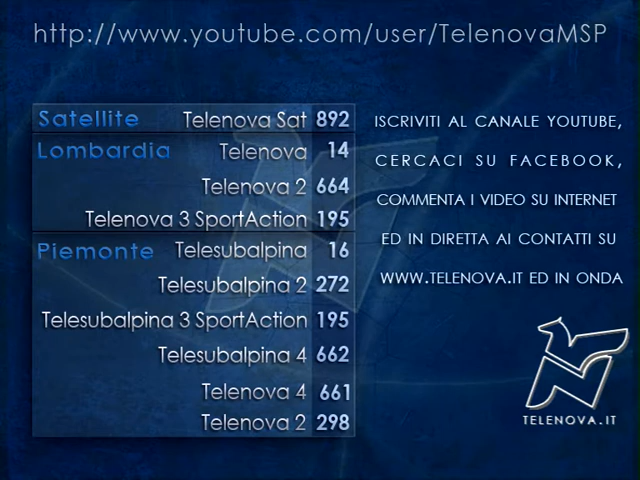 http://www.youtube.com/user/TelenovaMSP
Satellite Telenova Sat 892
Lombardia Telenova 14
Telenova 2 664
Telenova 3 SportAction 195
Piemonte Telesubalpina 16
Telesubalpina 2 272
Telesubalpina 3 SportAction 195
Telesubalpina 4 662
Telenova 4 661
Telenova 2 298
ISCRIVITI AL CANALE YOUTUBE,
CERCACI SU FACEBOOK,
COMMENTA I VIDEO SU INTERNET
ED IN DIRETTA AI CONTATTI SU
WWW.TELENOVA.IT ED IN ONDA
TELENOVA.IT